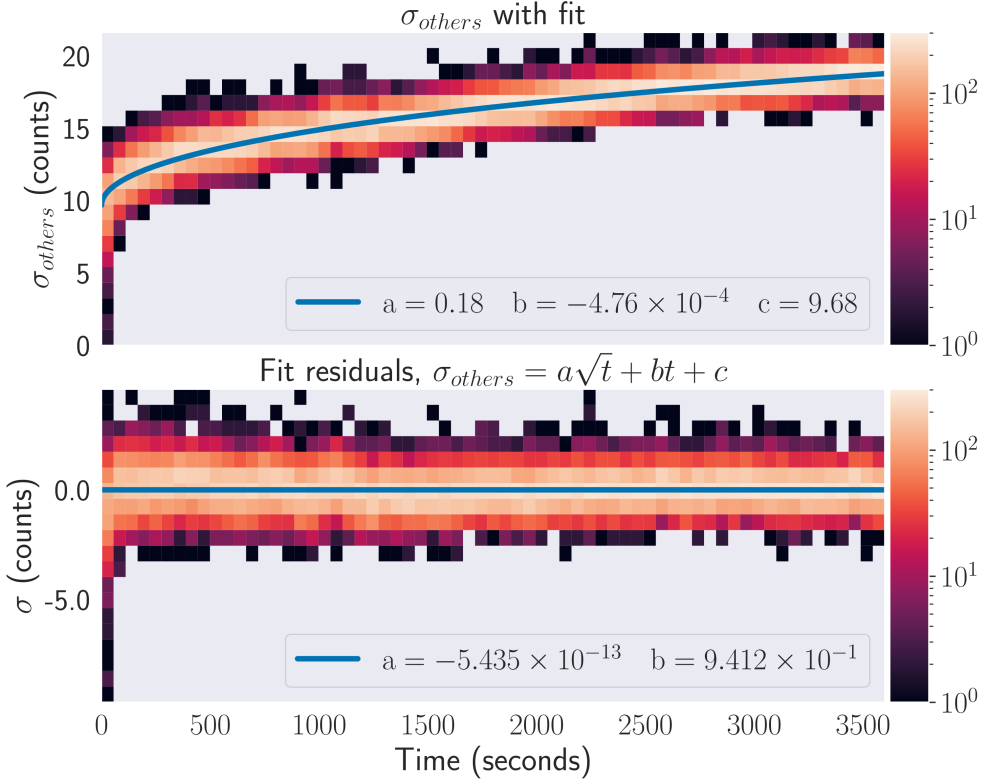 σ_others with fit
20
15
10
5
0
σ_others (counts)
a = 0.18 b = −4.76 × 10^−4 c = 9.68
10^2
10^1
10^0
Fit residuals, σ_others = a√t + bt + c
0.0
-5.0
σ (counts)
a = −5.435 × 10^−13 b = 9.412 × 10^−1
10^2
10^1
10^0
0 500 1000 1500 2000 2500 3000 3500
Time (seconds)